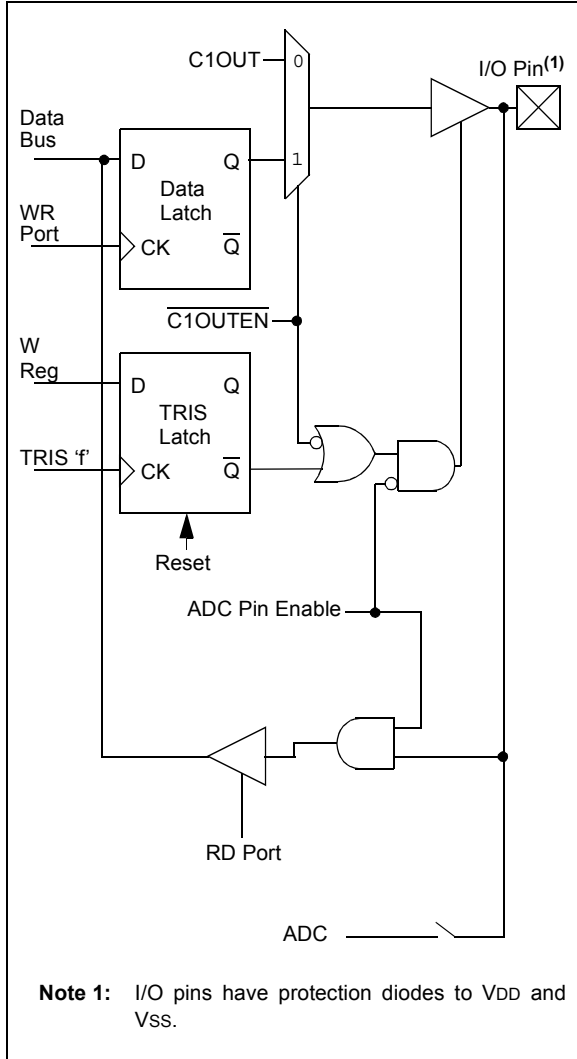 C1OUT
0
I/O Pin(1)
Data
Bus
D
Q
1
Data
Latch
WR
Port
CK
Q̅
C̅1̅O̅U̅T̅E̅N̅
W
Reg
D
Q
TRIS
Latch
TRIS 'f'
CK
Q̅
Reset
ADC Pin Enable
RD Port
ADC
Note 1: I/O pins have protection diodes to VDD and
VSS.